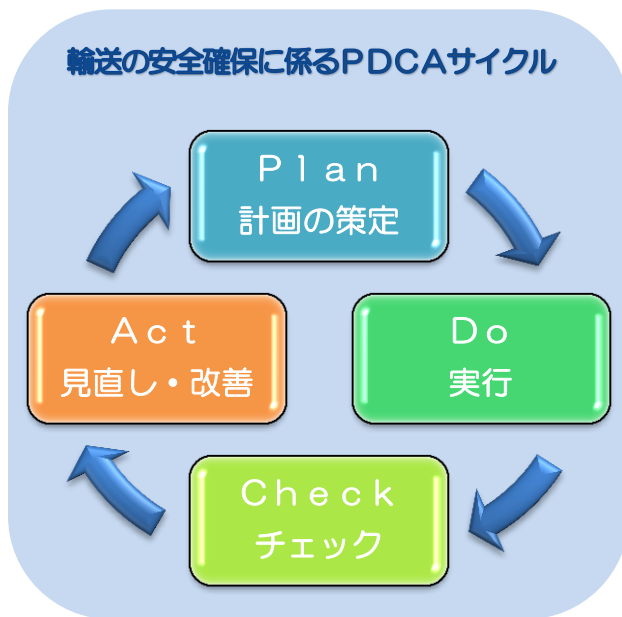 輸送の安全確保に係るPDCAサイクル
Plan
計画の策定
Act
見直し・改善
Do
実行
Check
チェック